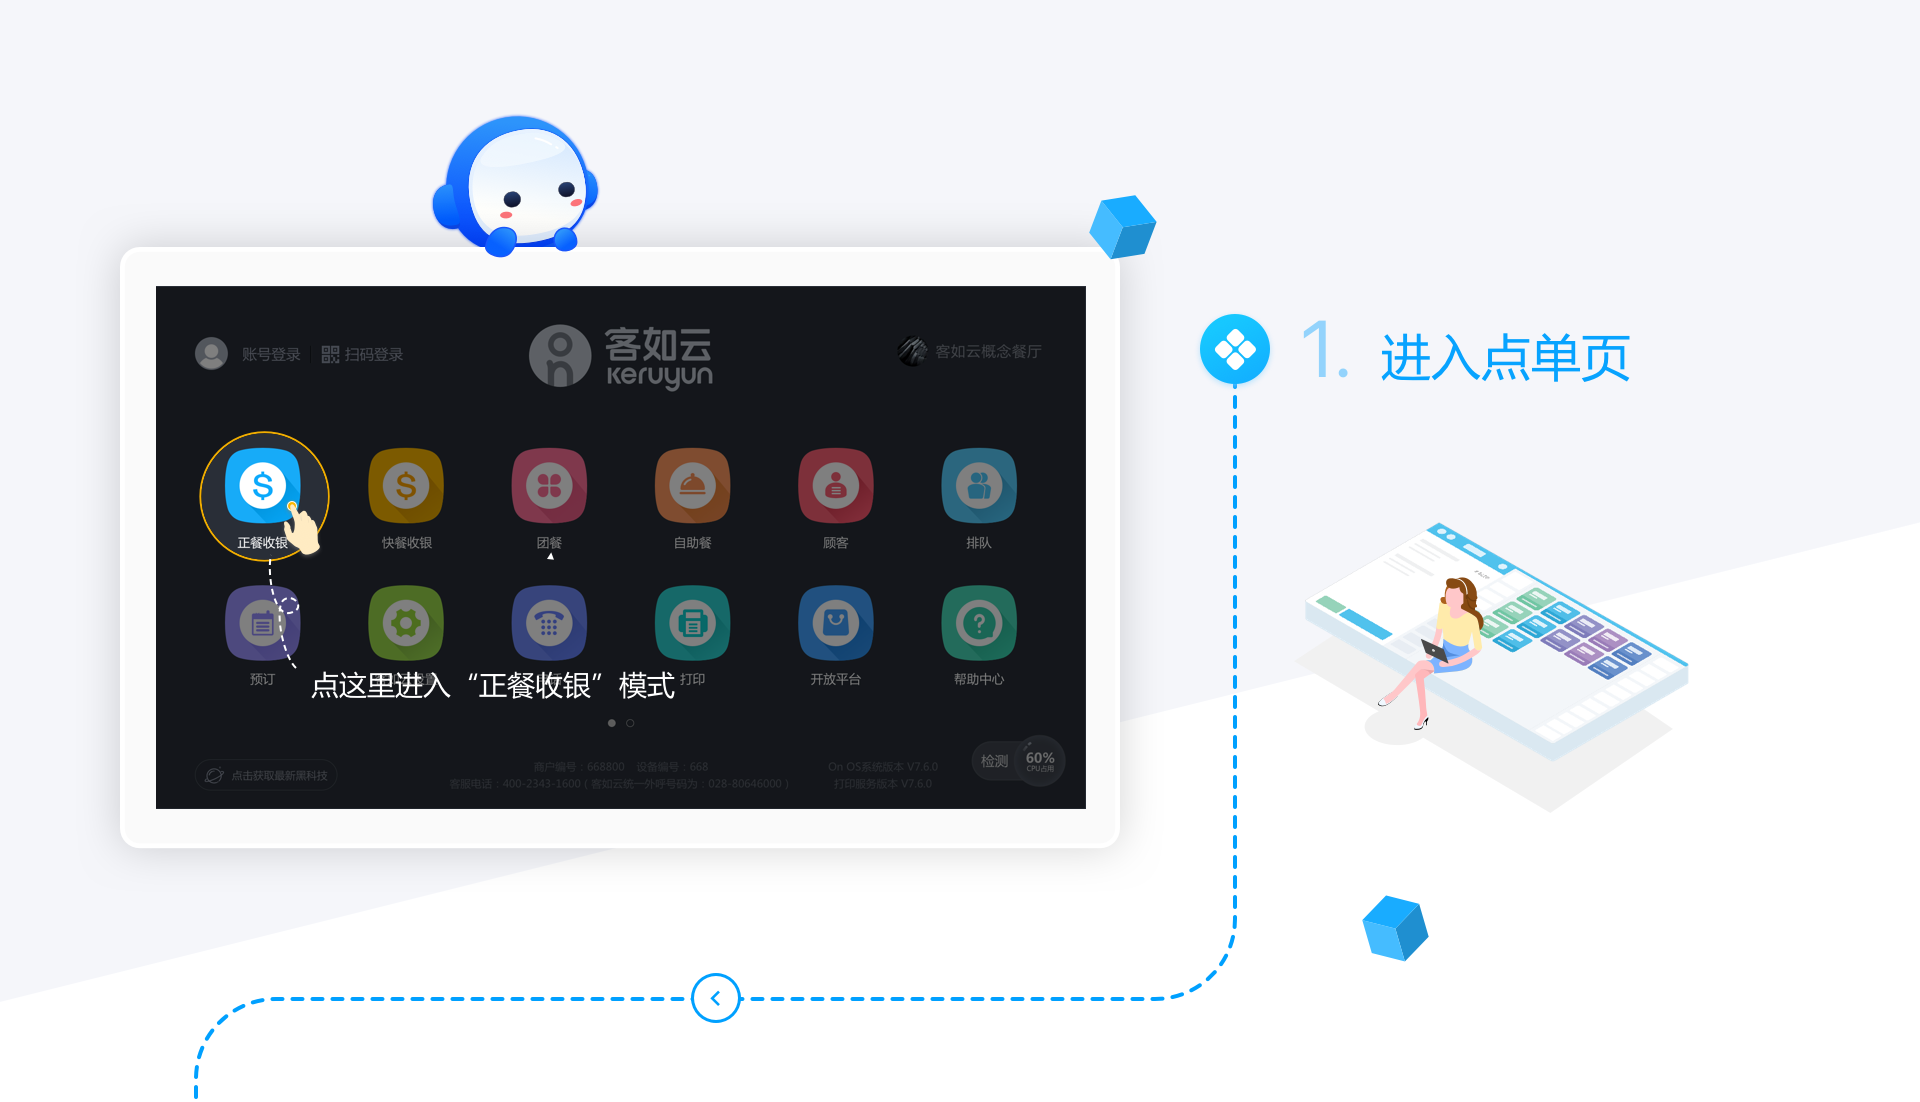 账号登录
扫码登录
客如云
keruyun
客如云概念餐厅
1. 进入点单页
正餐收银
快餐收银
团餐
自助餐
顾客
排队
预订
打印
开放平台
帮助中心
点这里进入“正餐收银”模式
点击获取最新黑科技
商户编号：668800 设备编号：668
客服电话：400-2343-1600 ( 客如云统一外呼号码为：028-80646000 )
On OS系统版本 V7.6.0
打印服务版本 V7.6.0
检测
60%
CPU占用